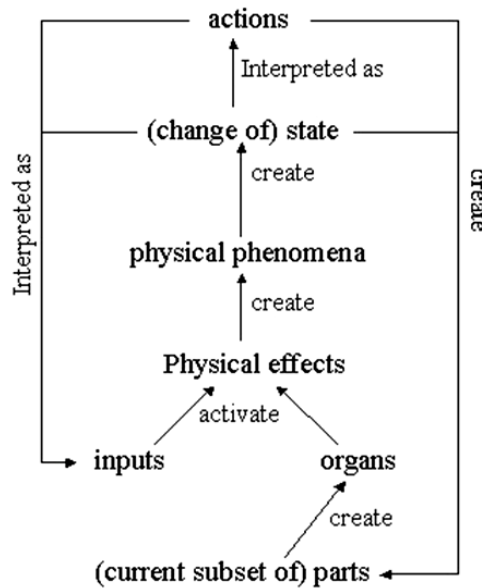 actions
Interpreted as
(change of) state
create
create
Interpreted as
physical phenomena
create
Physical effects
activate
inputs
organs
create
(current subset of) parts